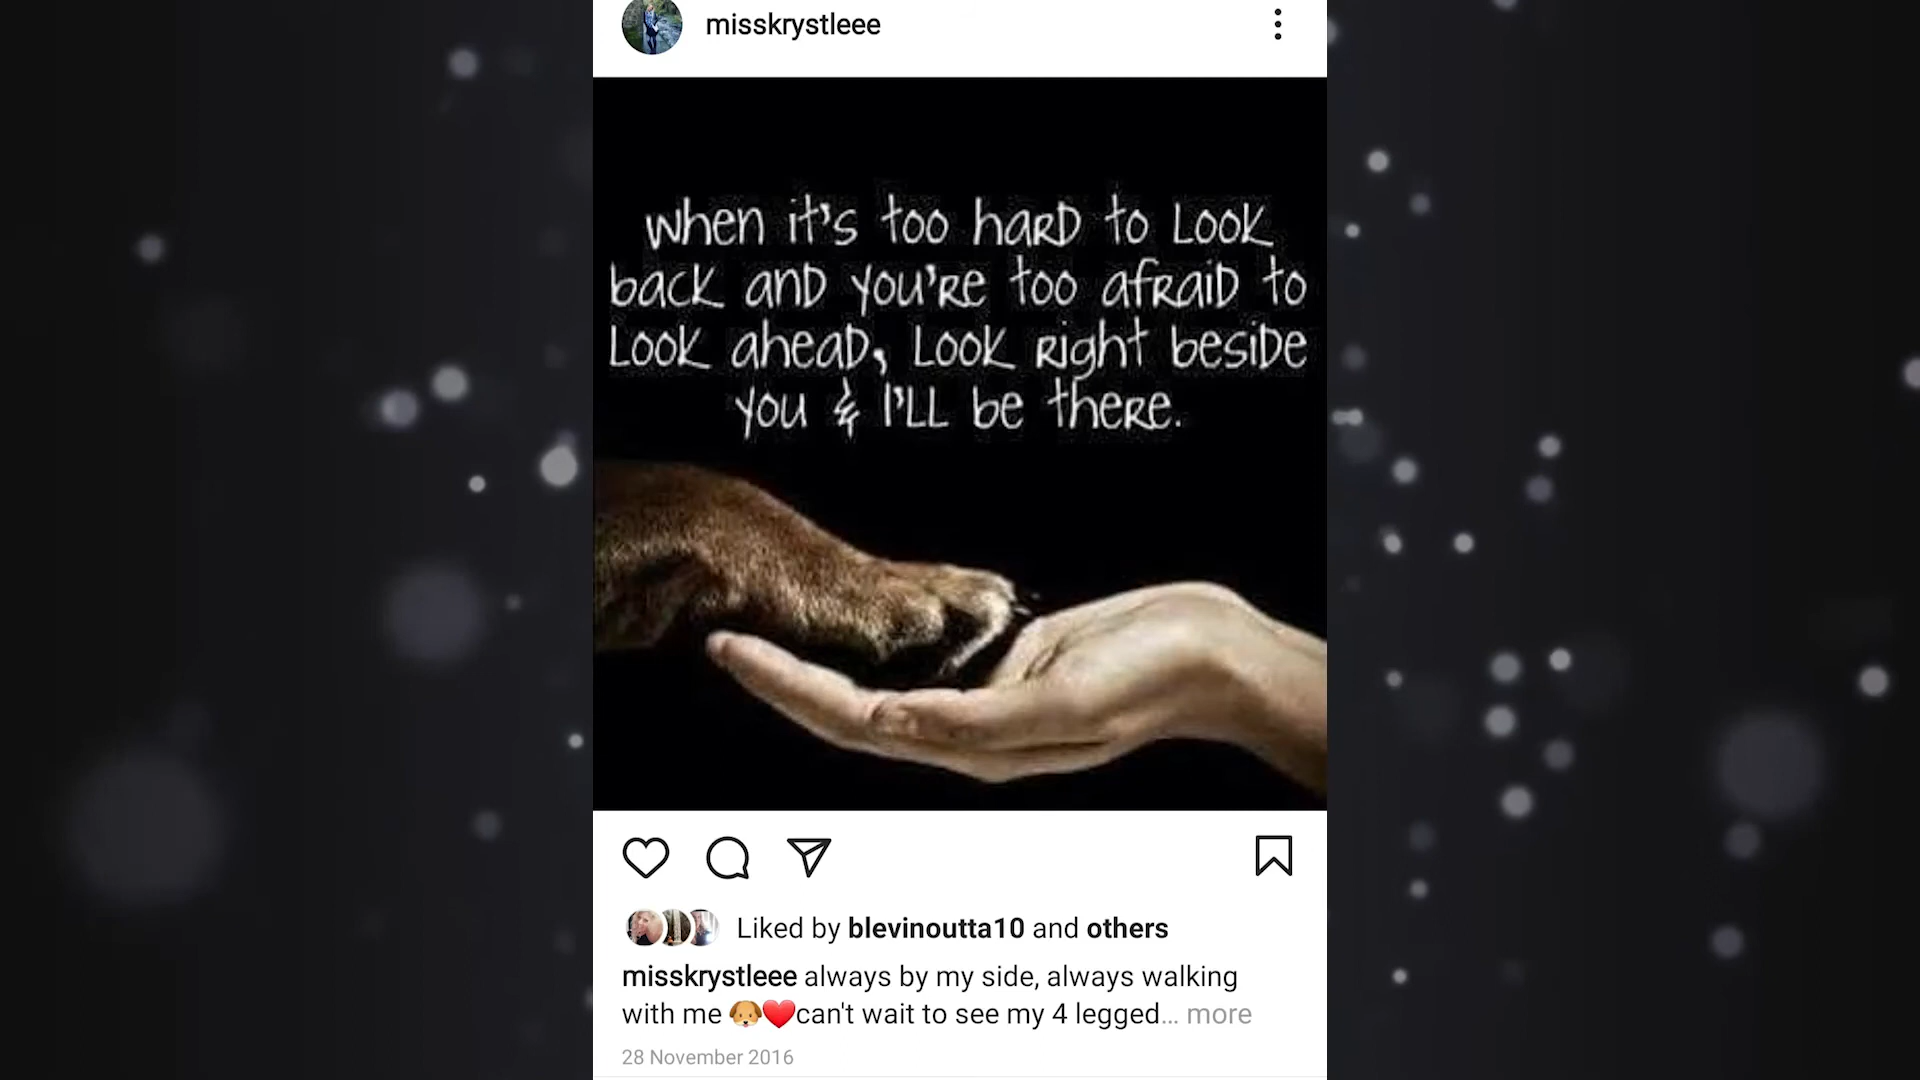 misskrystleee
when it's too hard to look
back and you're too afraid to
look ahead, look right beside
you & i'll be there.
Liked by blevinoutta10 and others
misskrystleee always by my side, always walking
with me 🐶❤️can't wait to see my 4 legged... more
28 November 2016